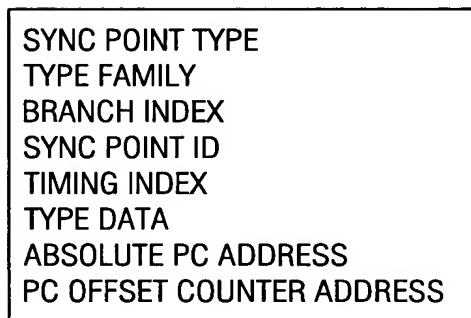 SYNC POINT TYPE
TYPE FAMILY
BRANCH INDEX
SYNC POINT ID
TIMING INDEX
TYPE DATA
ABSOLUTE PC ADDRESS
PC OFFSET COUNTER ADDRESS